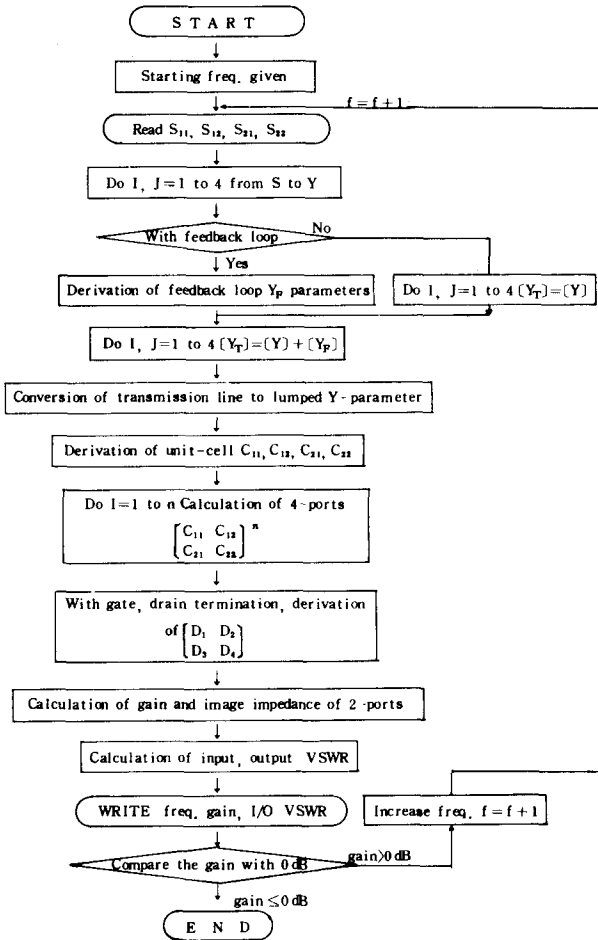 S T A R T
Starting freq. given
f = f + 1
Read S₁₁, S₁₂, S₂₁, S₂₂
Do I, J=1 to 4 from S to Y
With feedback loop
No
Yes
Derivation of feedback loop Y_F parameters
Do I, J=1 to 4 [Y_T]=[Y]
Do I, J=1 to 4 [Y_T]=[Y]+[Y_F]
Conversion of transmission line to lumped Y-parameter
Derivation of unit-cell C₁₁, C₁₂, C₂₁, C₂₂
Do I=1 to n Calculation of 4-ports
[C₁₁ C₁₂]ⁿ
[C₂₁ C₂₂]
With gate, drain termination, derivation
of [D₁ D₂]
[D₃ D₄]
Calculation of gain and image impedance of 2-ports
Calculation of input, output VSWR
WRITE freq. gain, I/O VSWR
Increase freq. f = f + 1
Compare the gain with 0 dB
gain>0 dB
gain ≤ 0 dB
E N D